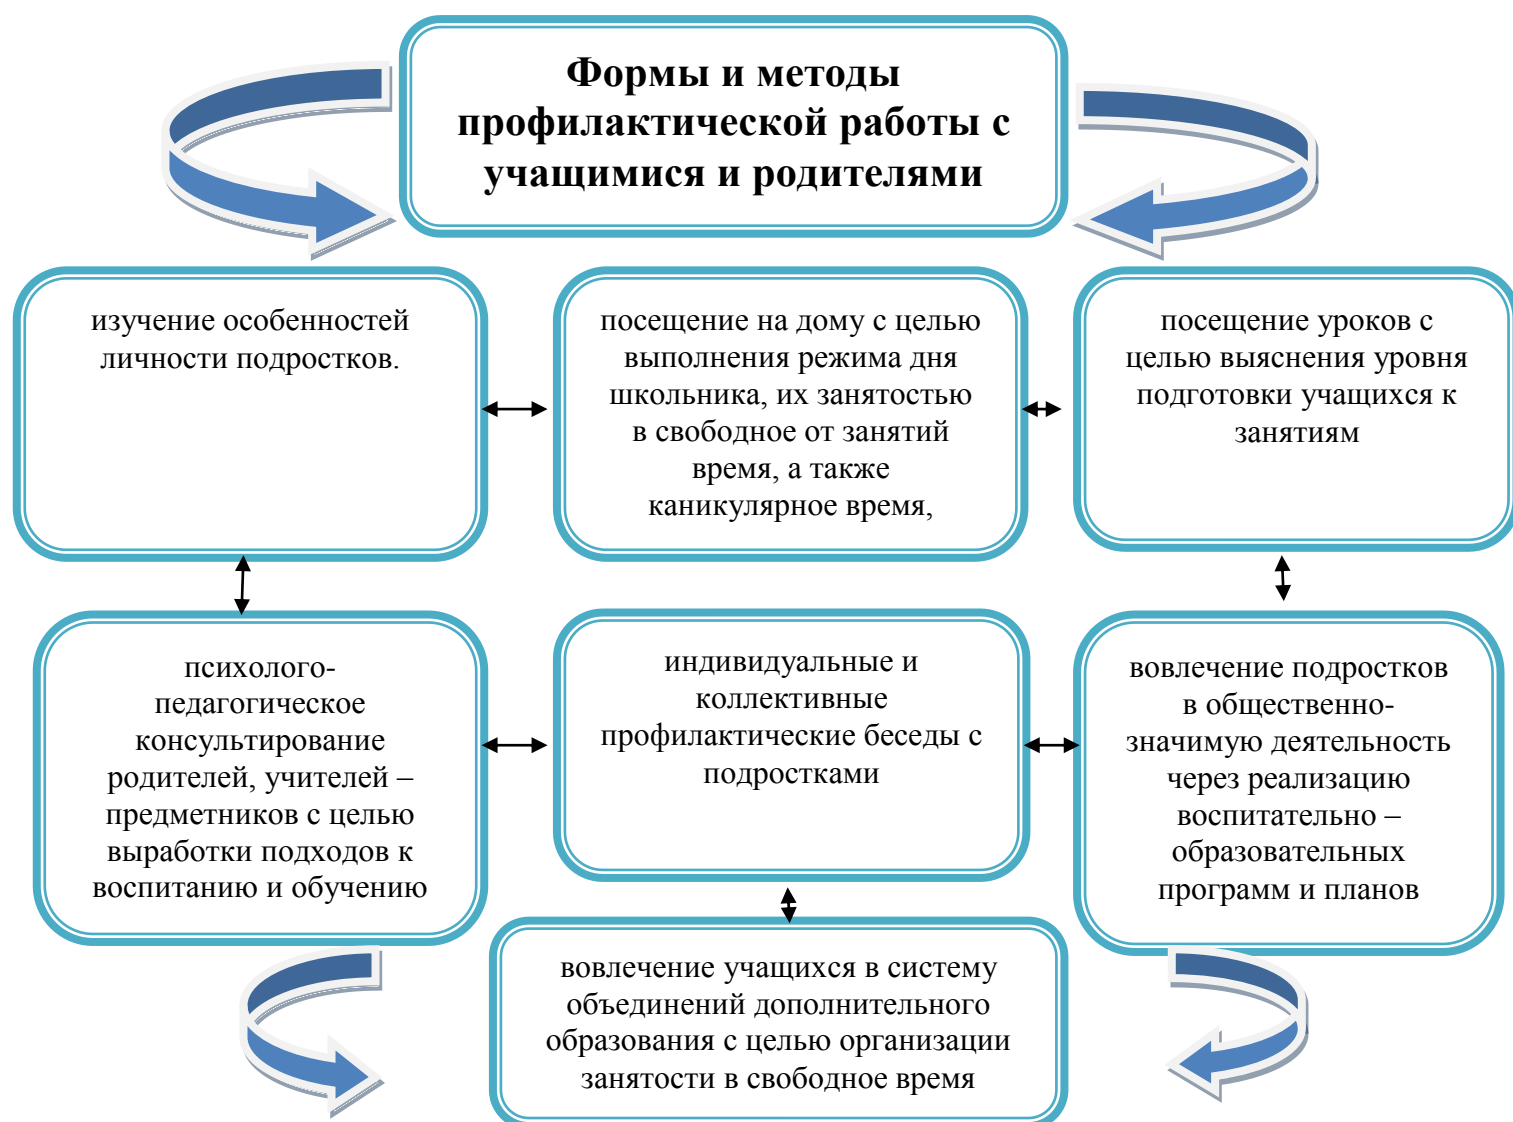 Формы и методы
профилактической работы с
учащимися и родителями
изучение особенностей
личности подростков.
посещение на дому с целью
выполнения режима дня
школьника, их занятостью
в свободное от занятий
время, а также
каникулярное время,
посещение уроков с
целью выяснения уровня
подготовки учащихся к
занятиям
психолого-
педагогическое
консультирование
родителей, учителей –
предметников с целью
выработки подходов к
воспитанию и обучению
индивидуальные и
коллективные
профилактические беседы с
подростками
вовлечение подростков
в общественно-
значимую деятельность
через реализацию
воспитательно –
образовательных
программ и планов
вовлечение учащихся в систему
объединений дополнительного
образования с целью организации
занятости в свободное время